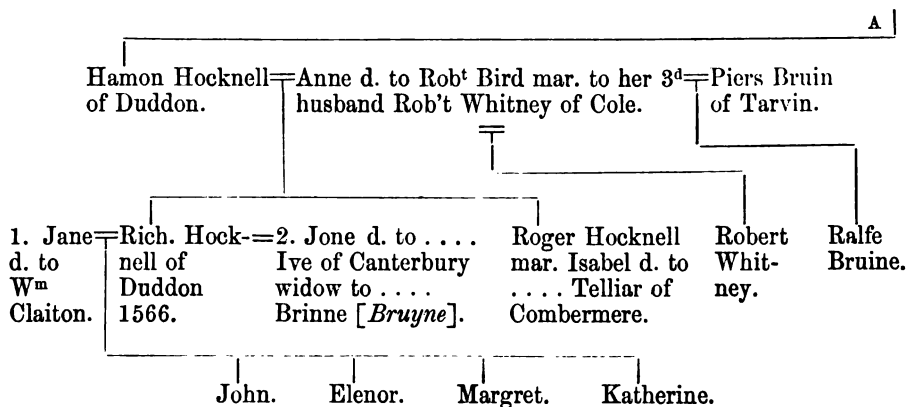 A
Hamon Hocknell
of Duddon.
Anne d. to Robᵗ Bird mar. to her 3ᵈ
husband Rob't Whitney of Cole.
Piers Bruin
of Tarvin.
1. Jane
d. to
Wᵐ
Claiton.
Rich. Hock-
nell of
Duddon
1566.
2. Jone d. to . . . .
Ive of Canterbury
widow to . . . .
Brinne [Bruyne].
Roger Hocknell
mar. Isabel d. to
. . . . Telliar of
Combermere.
Robert
Whit-
ney.
Ralfe
Bruine.
John. Elenor. Margret. Katherine.